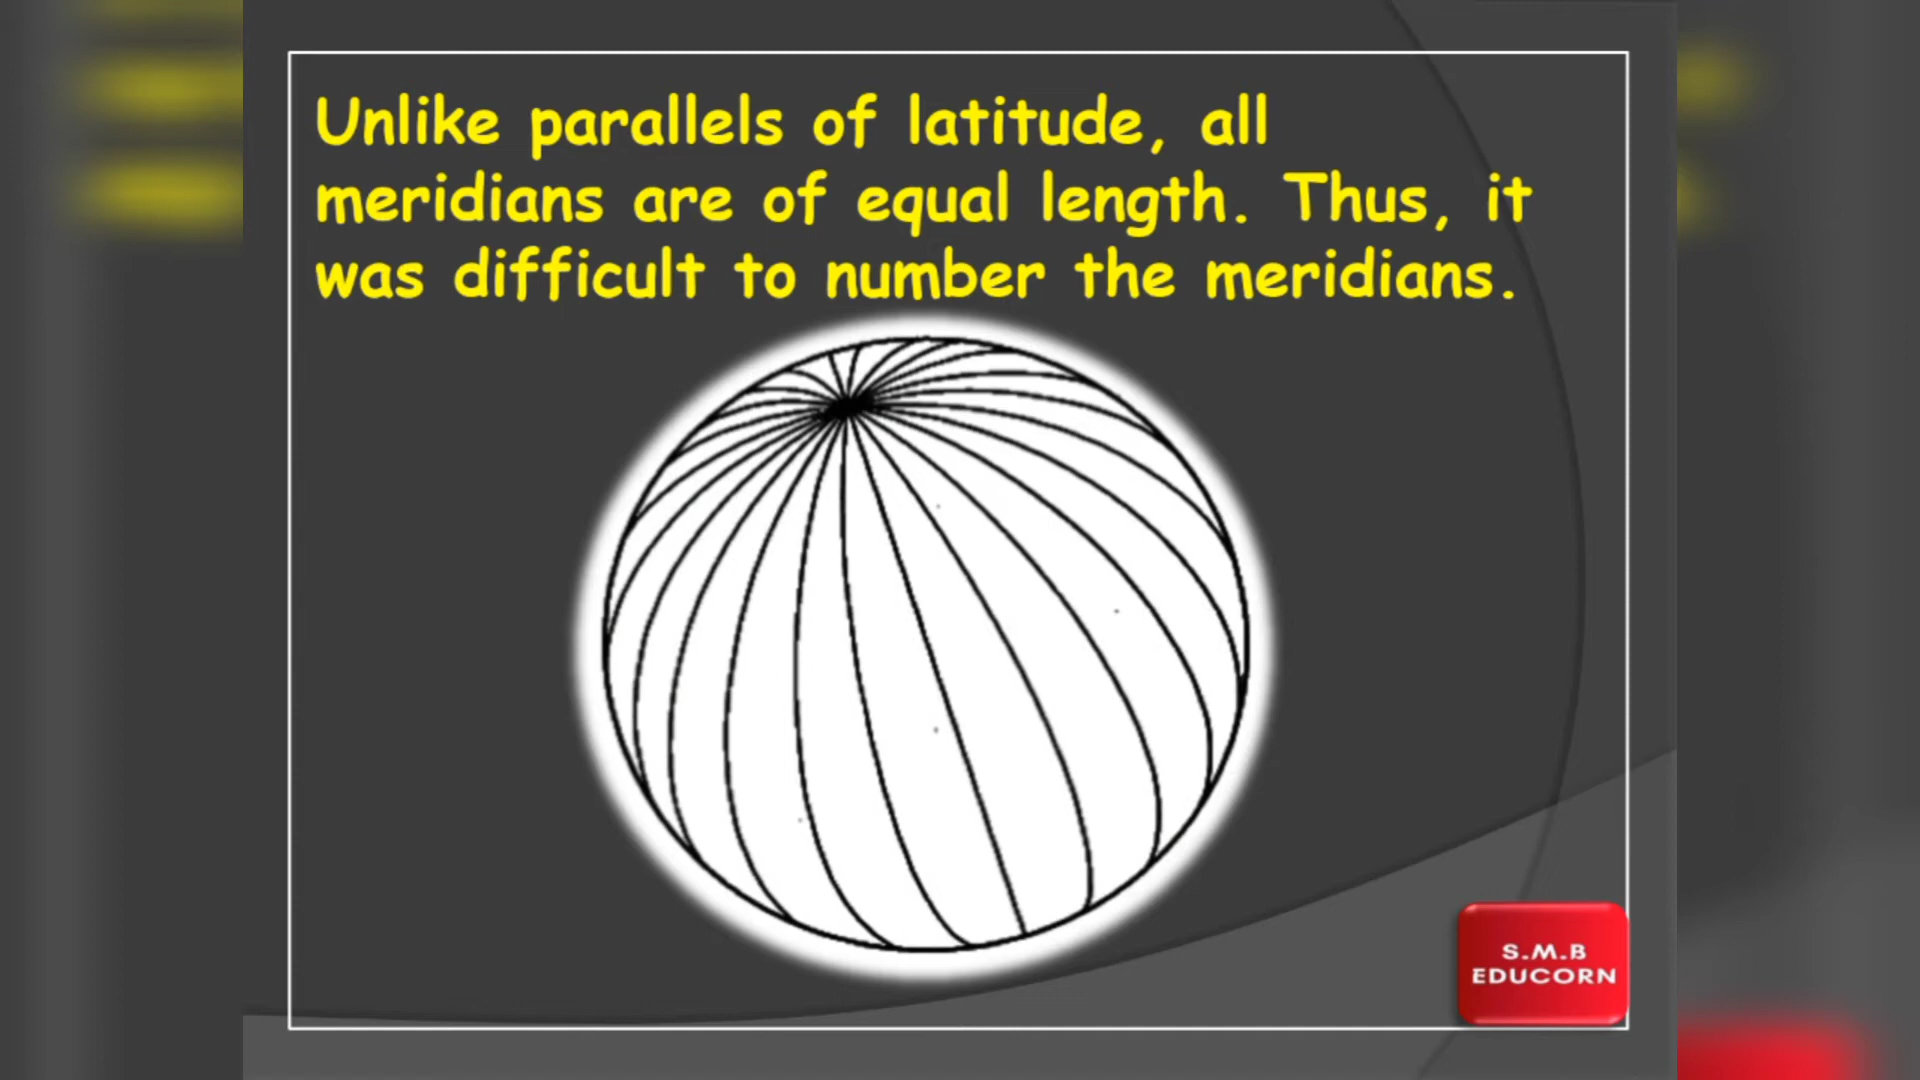 Unlike parallels of latitude, all
meridians are of equal length. Thus, it
was difficult to number the meridians.
S.M.B
EDUCORN